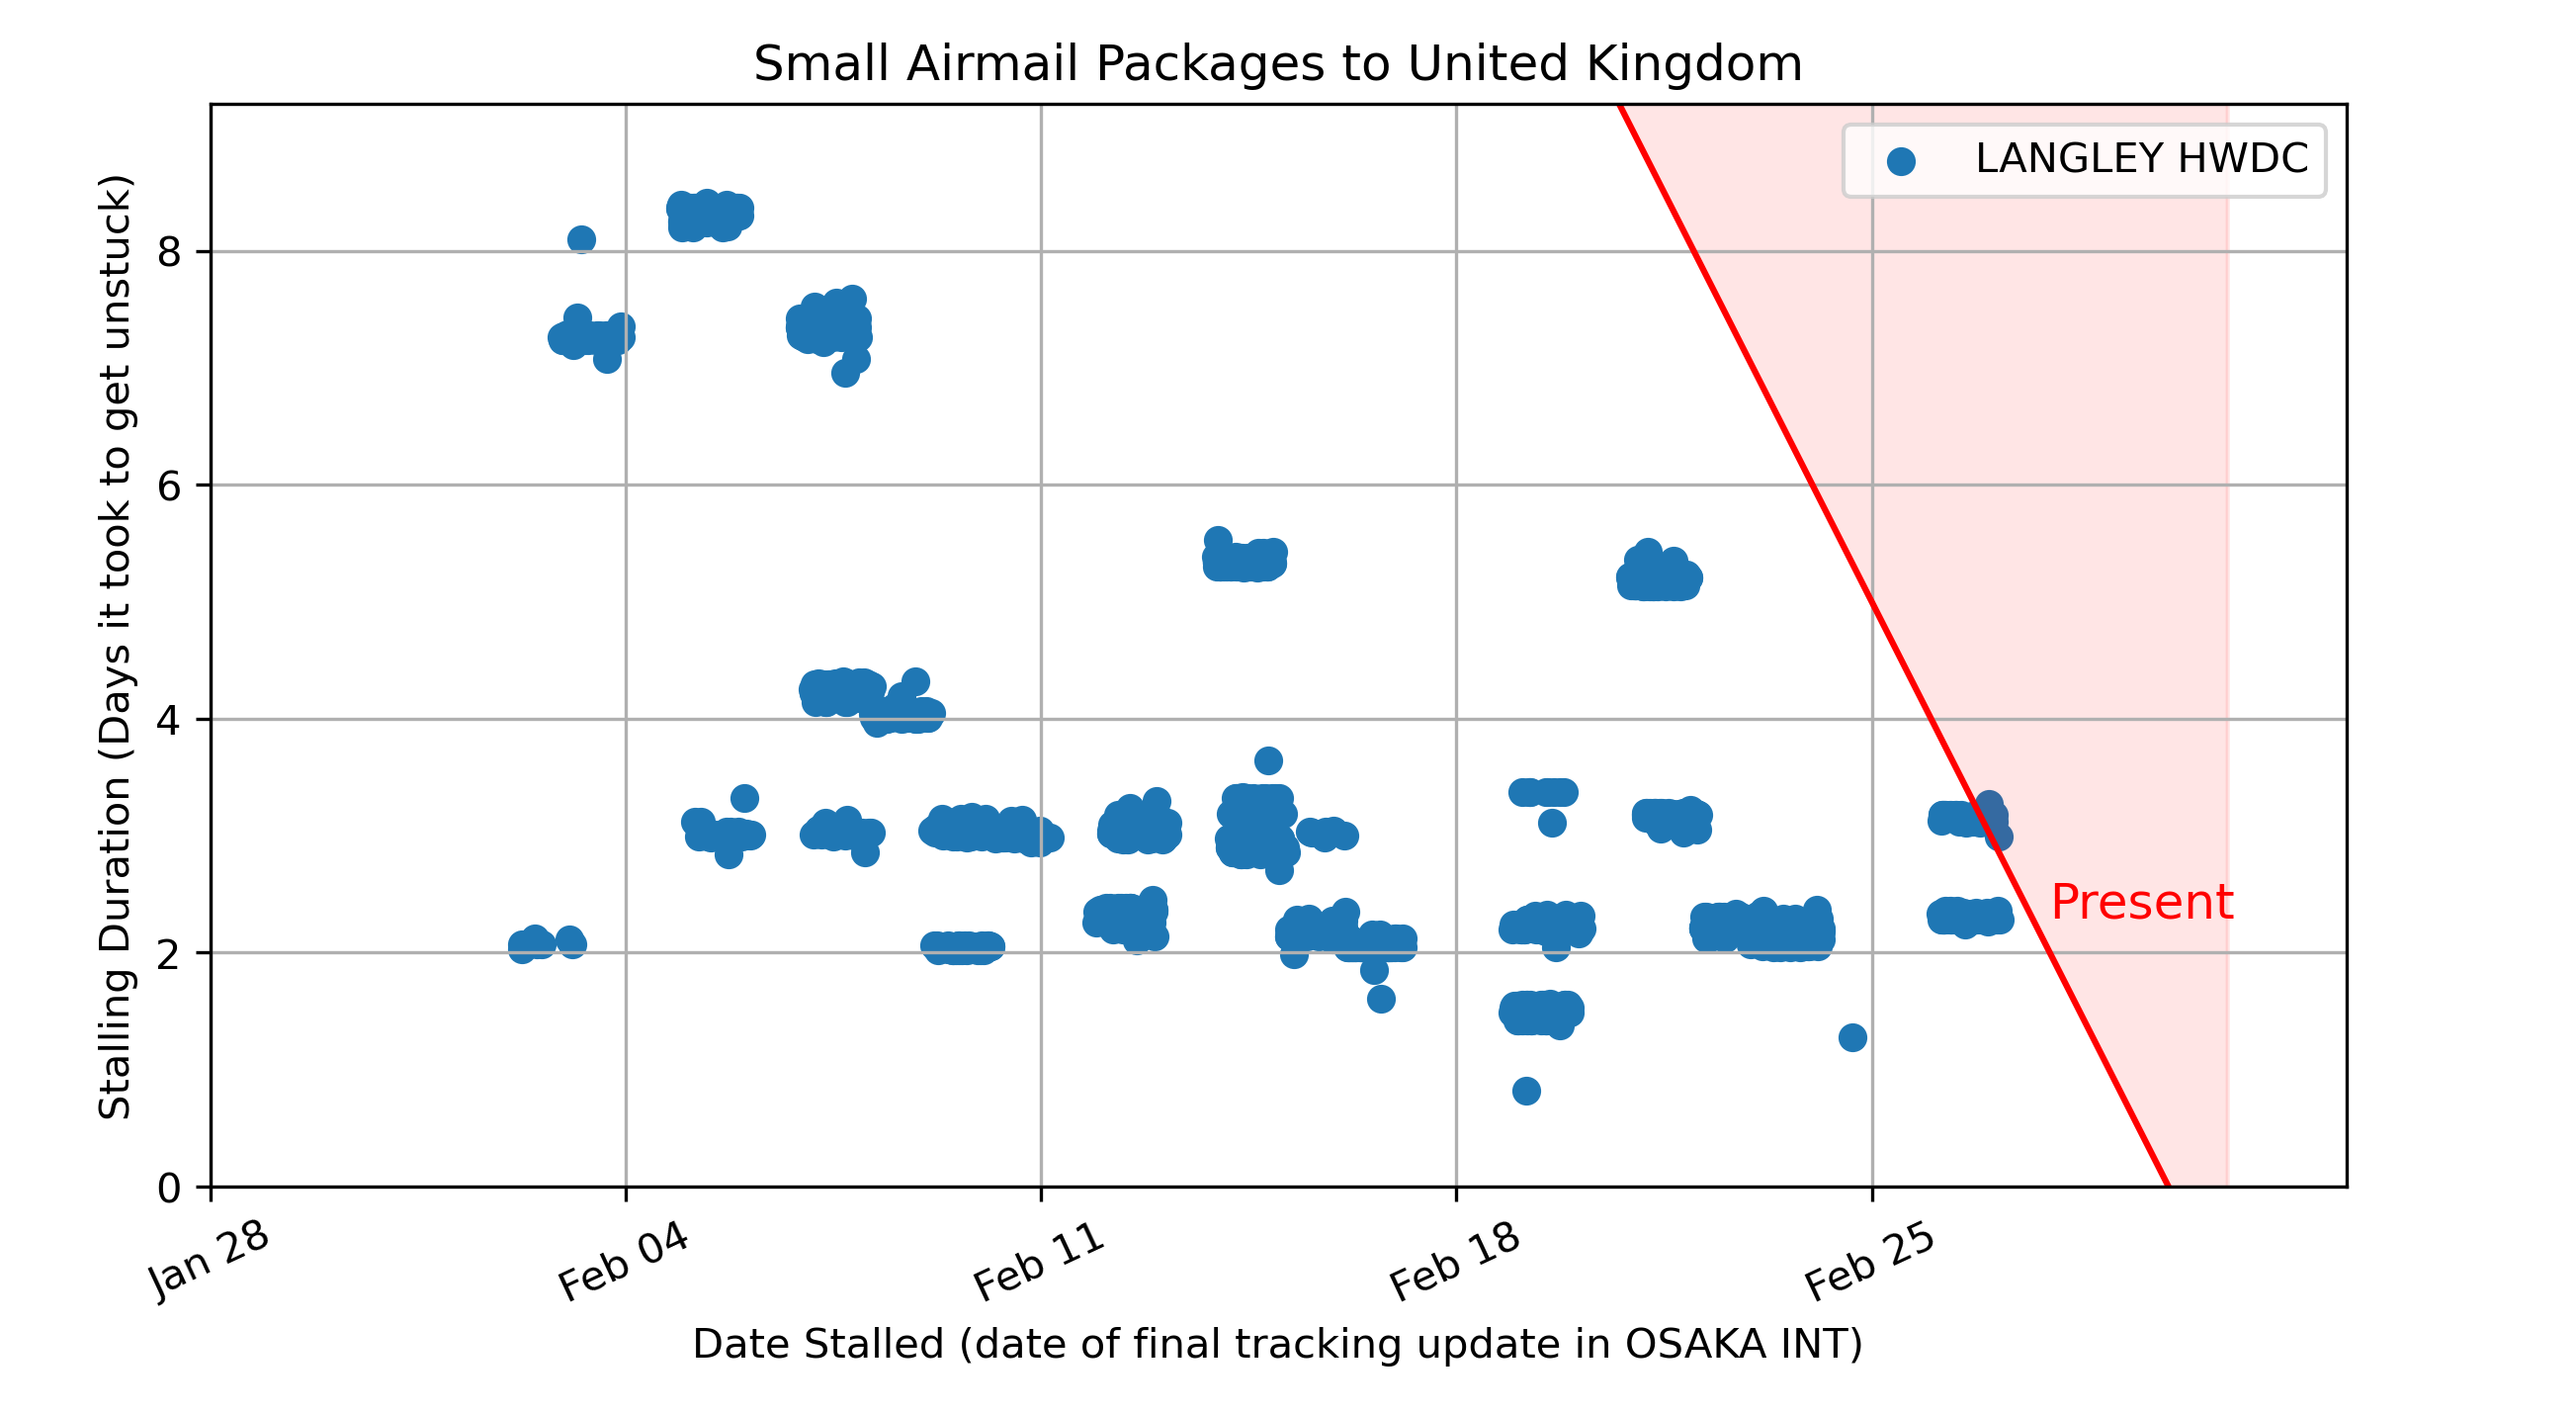 Small Airmail Packages to United Kingdom
LANGLEY HWDC
Stalling Duration (Days it took to get unstuck)
8
6
4
2
0
Present
Jan 28
Feb 04
Feb 11
Feb 18
Feb 25
Date Stalled (date of final tracking update in OSAKA INT)